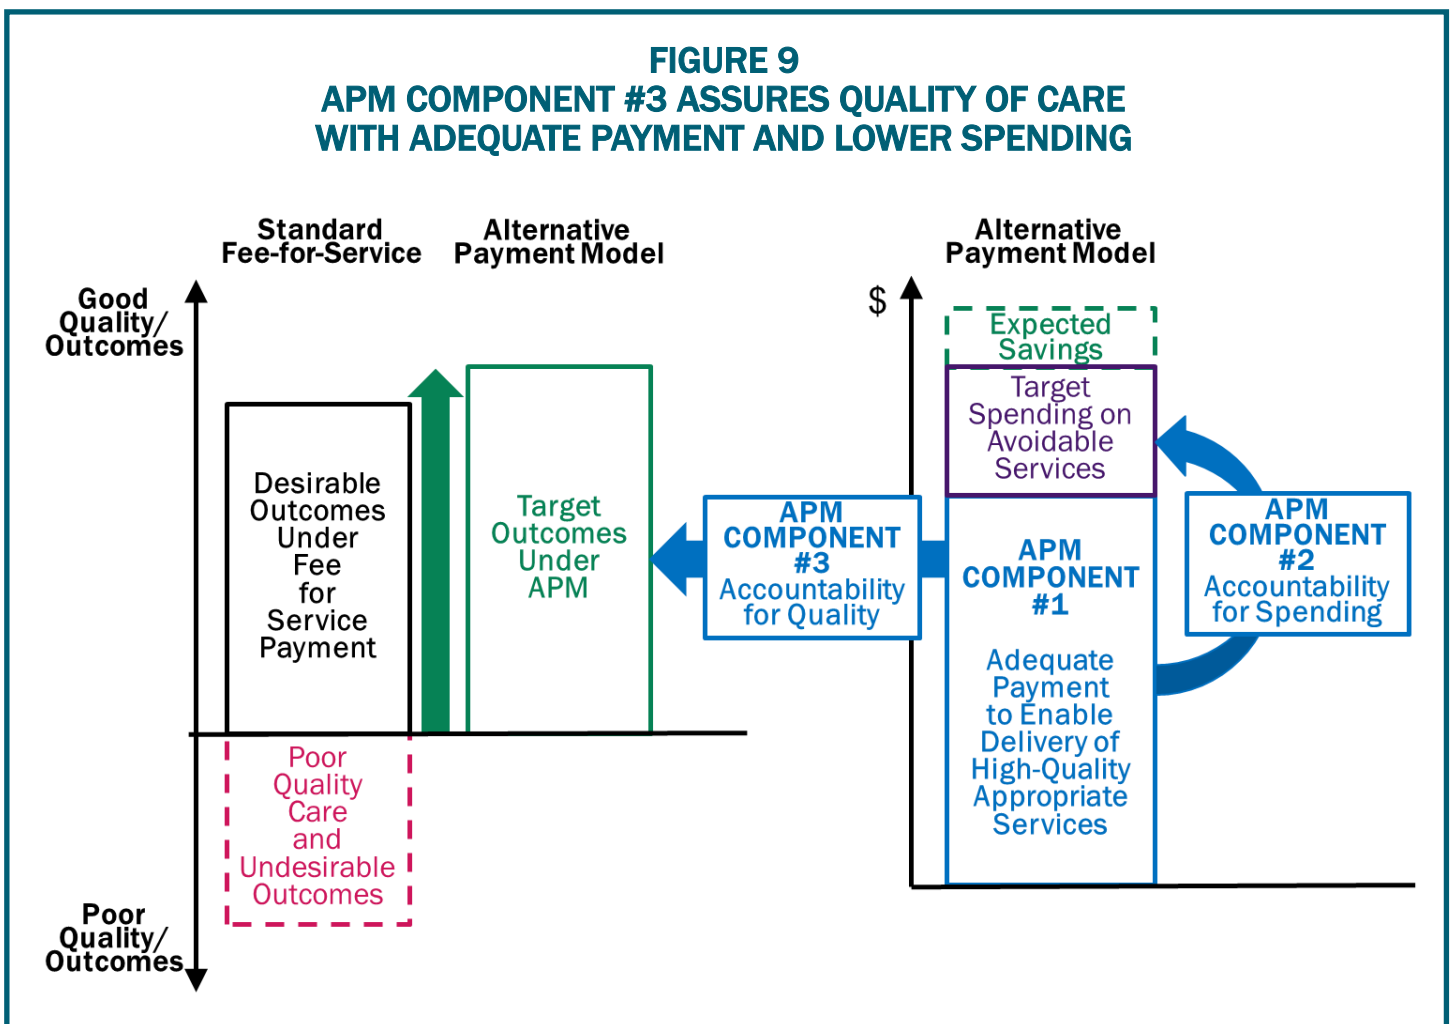 FIGURE 9
APM COMPONENT #3 ASSURES QUALITY OF CARE
WITH ADEQUATE PAYMENT AND LOWER SPENDING
Standard
Fee-for-Service
Alternative
Payment Model
Good
Quality/
Outcomes
Desirable
Outcomes
Under
Fee
for
Service
Payment
Target
Outcomes
Under
APM
Poor
Quality
Care
and
Undesirable
Outcomes
Poor
Quality/
Outcomes
APM
COMPONENT
#3
Accountability
for Quality
Alternative
Payment Model
$
Expected
Savings
Target
Spending on
Avoidable
Services
APM
COMPONENT
#1
Adequate
Payment
to Enable
Delivery of
High-Quality
Appropriate
Services
APM
COMPONENT
#2
Accountability
for Spending